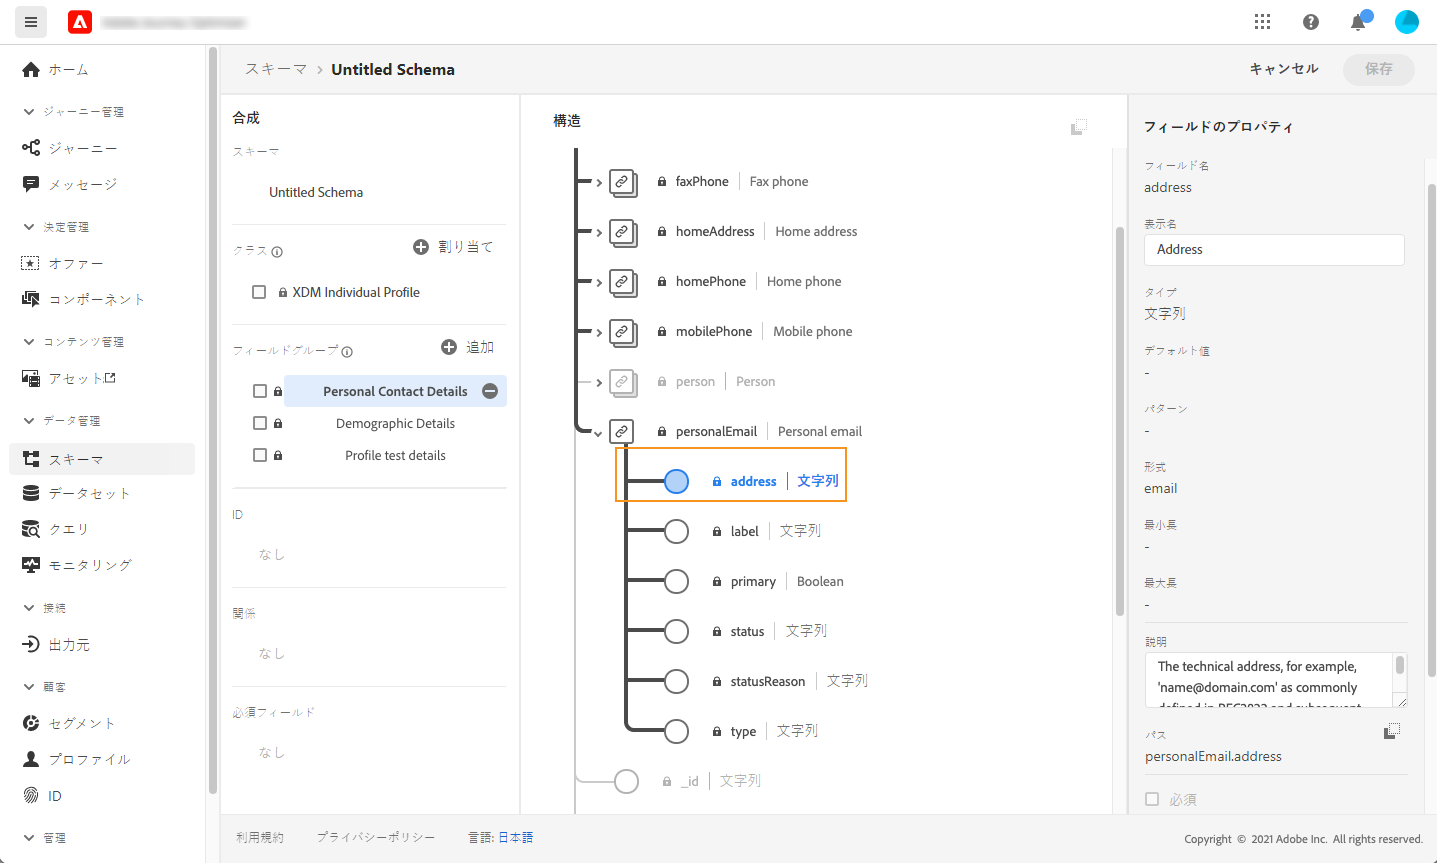 スキーマ > Untitled Schema
キャンセル
保存
ホーム
ジャーニー管理
ジャーニー
メッセージ
決定管理
オファー
コンポーネント
コンテンツ管理
アセット
データ管理
スキーマ
データセット
クエリ
モニタリング
接続
出力元
顧客
セグメント
プロファイル
ID
管理
合成
スキーマ
Untitled Schema
クラス
割り当て
XDM Individual Profile
フィールドグループ
追加
Personal Contact Details
Demographic Details
Profile test details
ID
なし
関係
なし
必須フィールド
なし
構造
faxPhone | Fax phone
homeAddress | Home address
homePhone | Home phone
mobilePhone | Mobile phone
person | Person
personalEmail | Personal email
address | 文字列
label | 文字列
primary | Boolean
status | 文字列
statusReason | 文字列
type | 文字列
_id | 文字列
フィールドのプロパティ
フィールド名
address
表示名
Address
タイプ
文字列
デフォルト値
-
パターン
-
形式
email
最小長
-
最大長
-
説明
The technical address, for example,
'name@domain.com' as commonly
defined in RFC2822 and subsequent
パス
personalEmail.address
必須
利用規約
プライバシーポリシー
言語: 日本語
Copyright © 2021 Adobe Inc. All rights reserved.